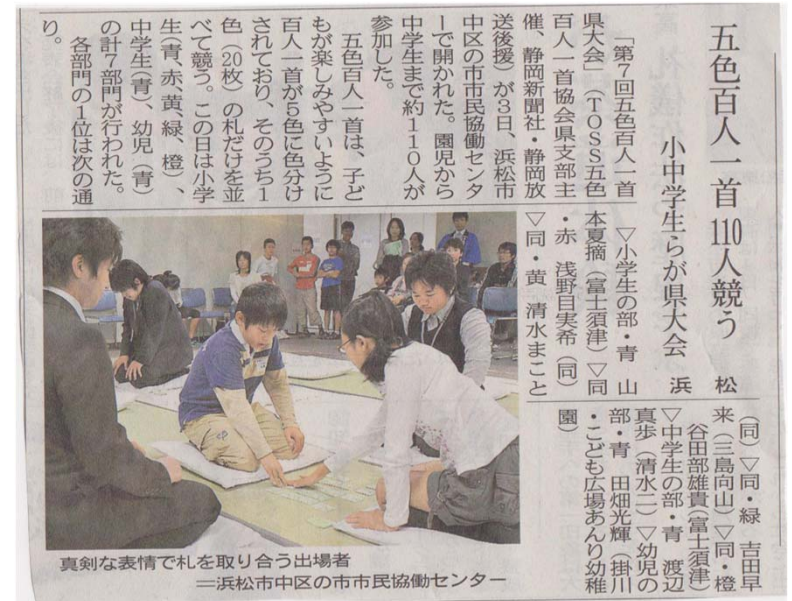 五色百人一首 110人競う
小中学生らが県大会 浜松
「第7回五色百人一首
県大会」(TOSS五色
百人一首協会県支部主
催、静岡新聞社・静岡放
送後援)が3日、浜松市
中区の市市民協働センタ
ーで開かれた。園児から
中学生まで約110人が
参加した。
五色百人一首は、子ど
もが楽しみやすいように
百人一首が5色に色分け
されており、そのうち1
色(20枚)の札だけを並
べて競う。この日は小学
生(青、赤、黄、緑、橙)、
中学生(青)、幼児(青)
の計7部門が行われた。
各部門の1位は次の通
り。
▽小学生の部・青 山
本夏摘(富士須津)▽同
・赤 浅野目実希(同)
▽同・黄 清水まこと
(同)▽同・緑 吉田早
来(三島向山)▽同・橙
谷田部雄貴(富士須津)
▽中学生の部・青 渡辺
真歩(清水二)▽幼児の
部・青 田畑光輝(掛川
・こども広場あんり幼稚
園)
真剣な表情で札を取り合う出場者
=浜松市中区の市市民協働センター